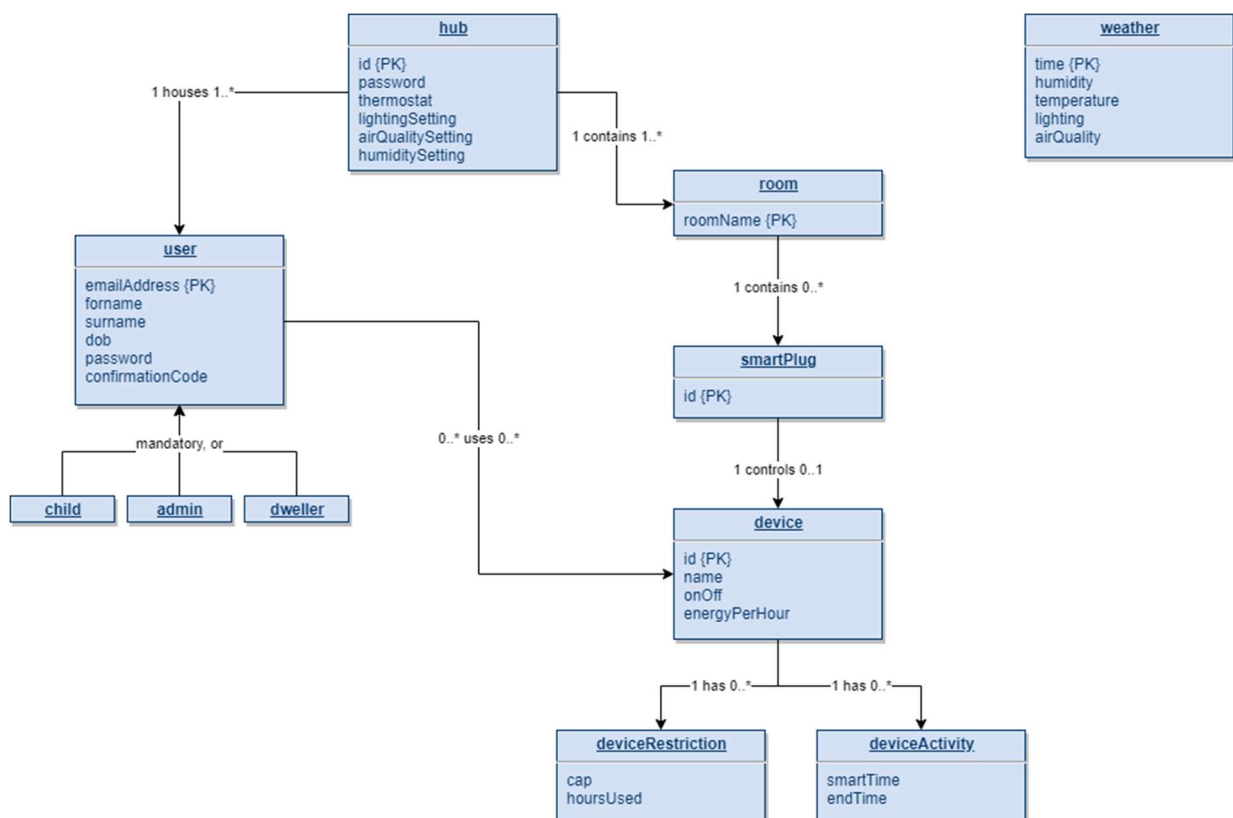 hub
id {PK}
password
thermostat
lightingSetting
airQualitySetting
humiditySetting
weather
time {PK}
humidity
temperature
lighting
airQuality
1 houses 1..*
1 contains 1..*
room
roomName {PK}
user
emailAddress {PK}
forname
surname
dob
password
confirmationCode
1 contains 0..*
smartPlug
id {PK}
mandatory, or
child
admin
dweller
0..* uses 0..*
1 controls 0..1
device
id {PK}
name
onOff
energyPerHour
1 has 0..*
1 has 0..*
deviceRestriction
cap
hoursUsed
deviceActivity
smartTime
endTime